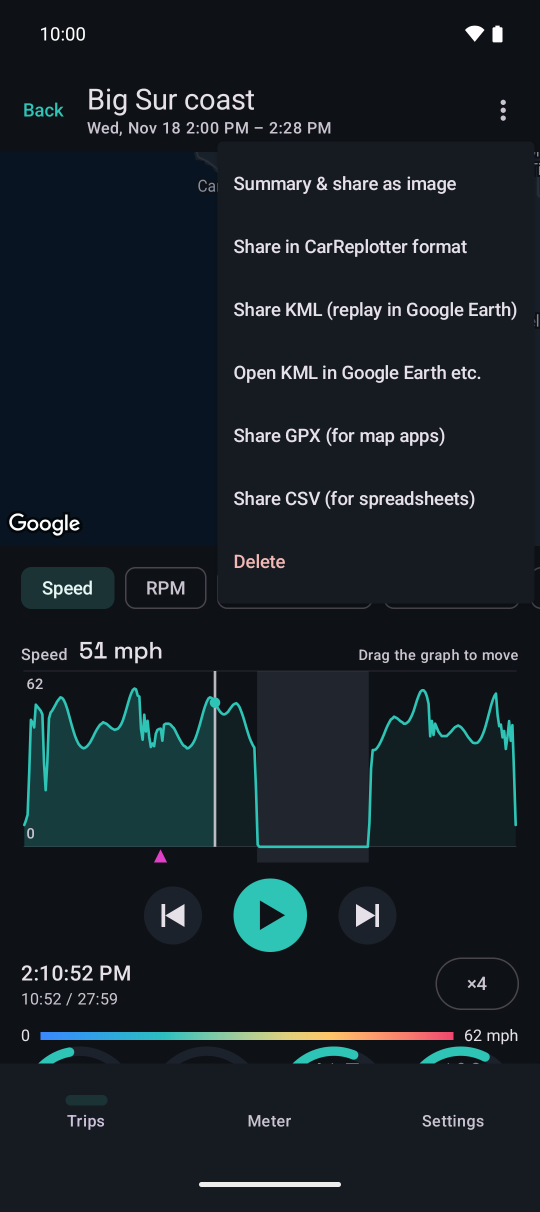 10:00
Back
Big Sur coast
Wed, Nov 18 2:00 PM – 2:28 PM
Summary & share as image
Share in CarReplotter format
Share KML (replay in Google Earth)
Open KML in Google Earth etc.
Share GPX (for map apps)
Share CSV (for spreadsheets)
Delete
Google
Speed
RPM
Speed 51 mph
Drag the graph to move
62
0
2:10:52 PM
10:52 / 27:59
×4
0
62 mph
Trips
Meter
Settings